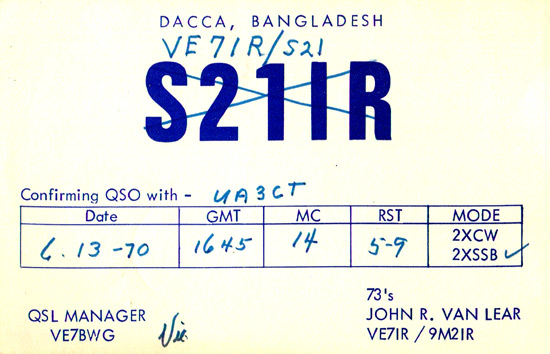 DACCA, BANGLADESH
VE7IR/S21
S21IR
Confirming QSO with - UA3CT
Date GMT MC RST MODE
6.13-70 1645 14 5-9 2XCW
2XSSB ✓
73's
QSL MANAGER JOHN R. VAN LEAR
VE7BWG Vic VE7IR / 9M2IR